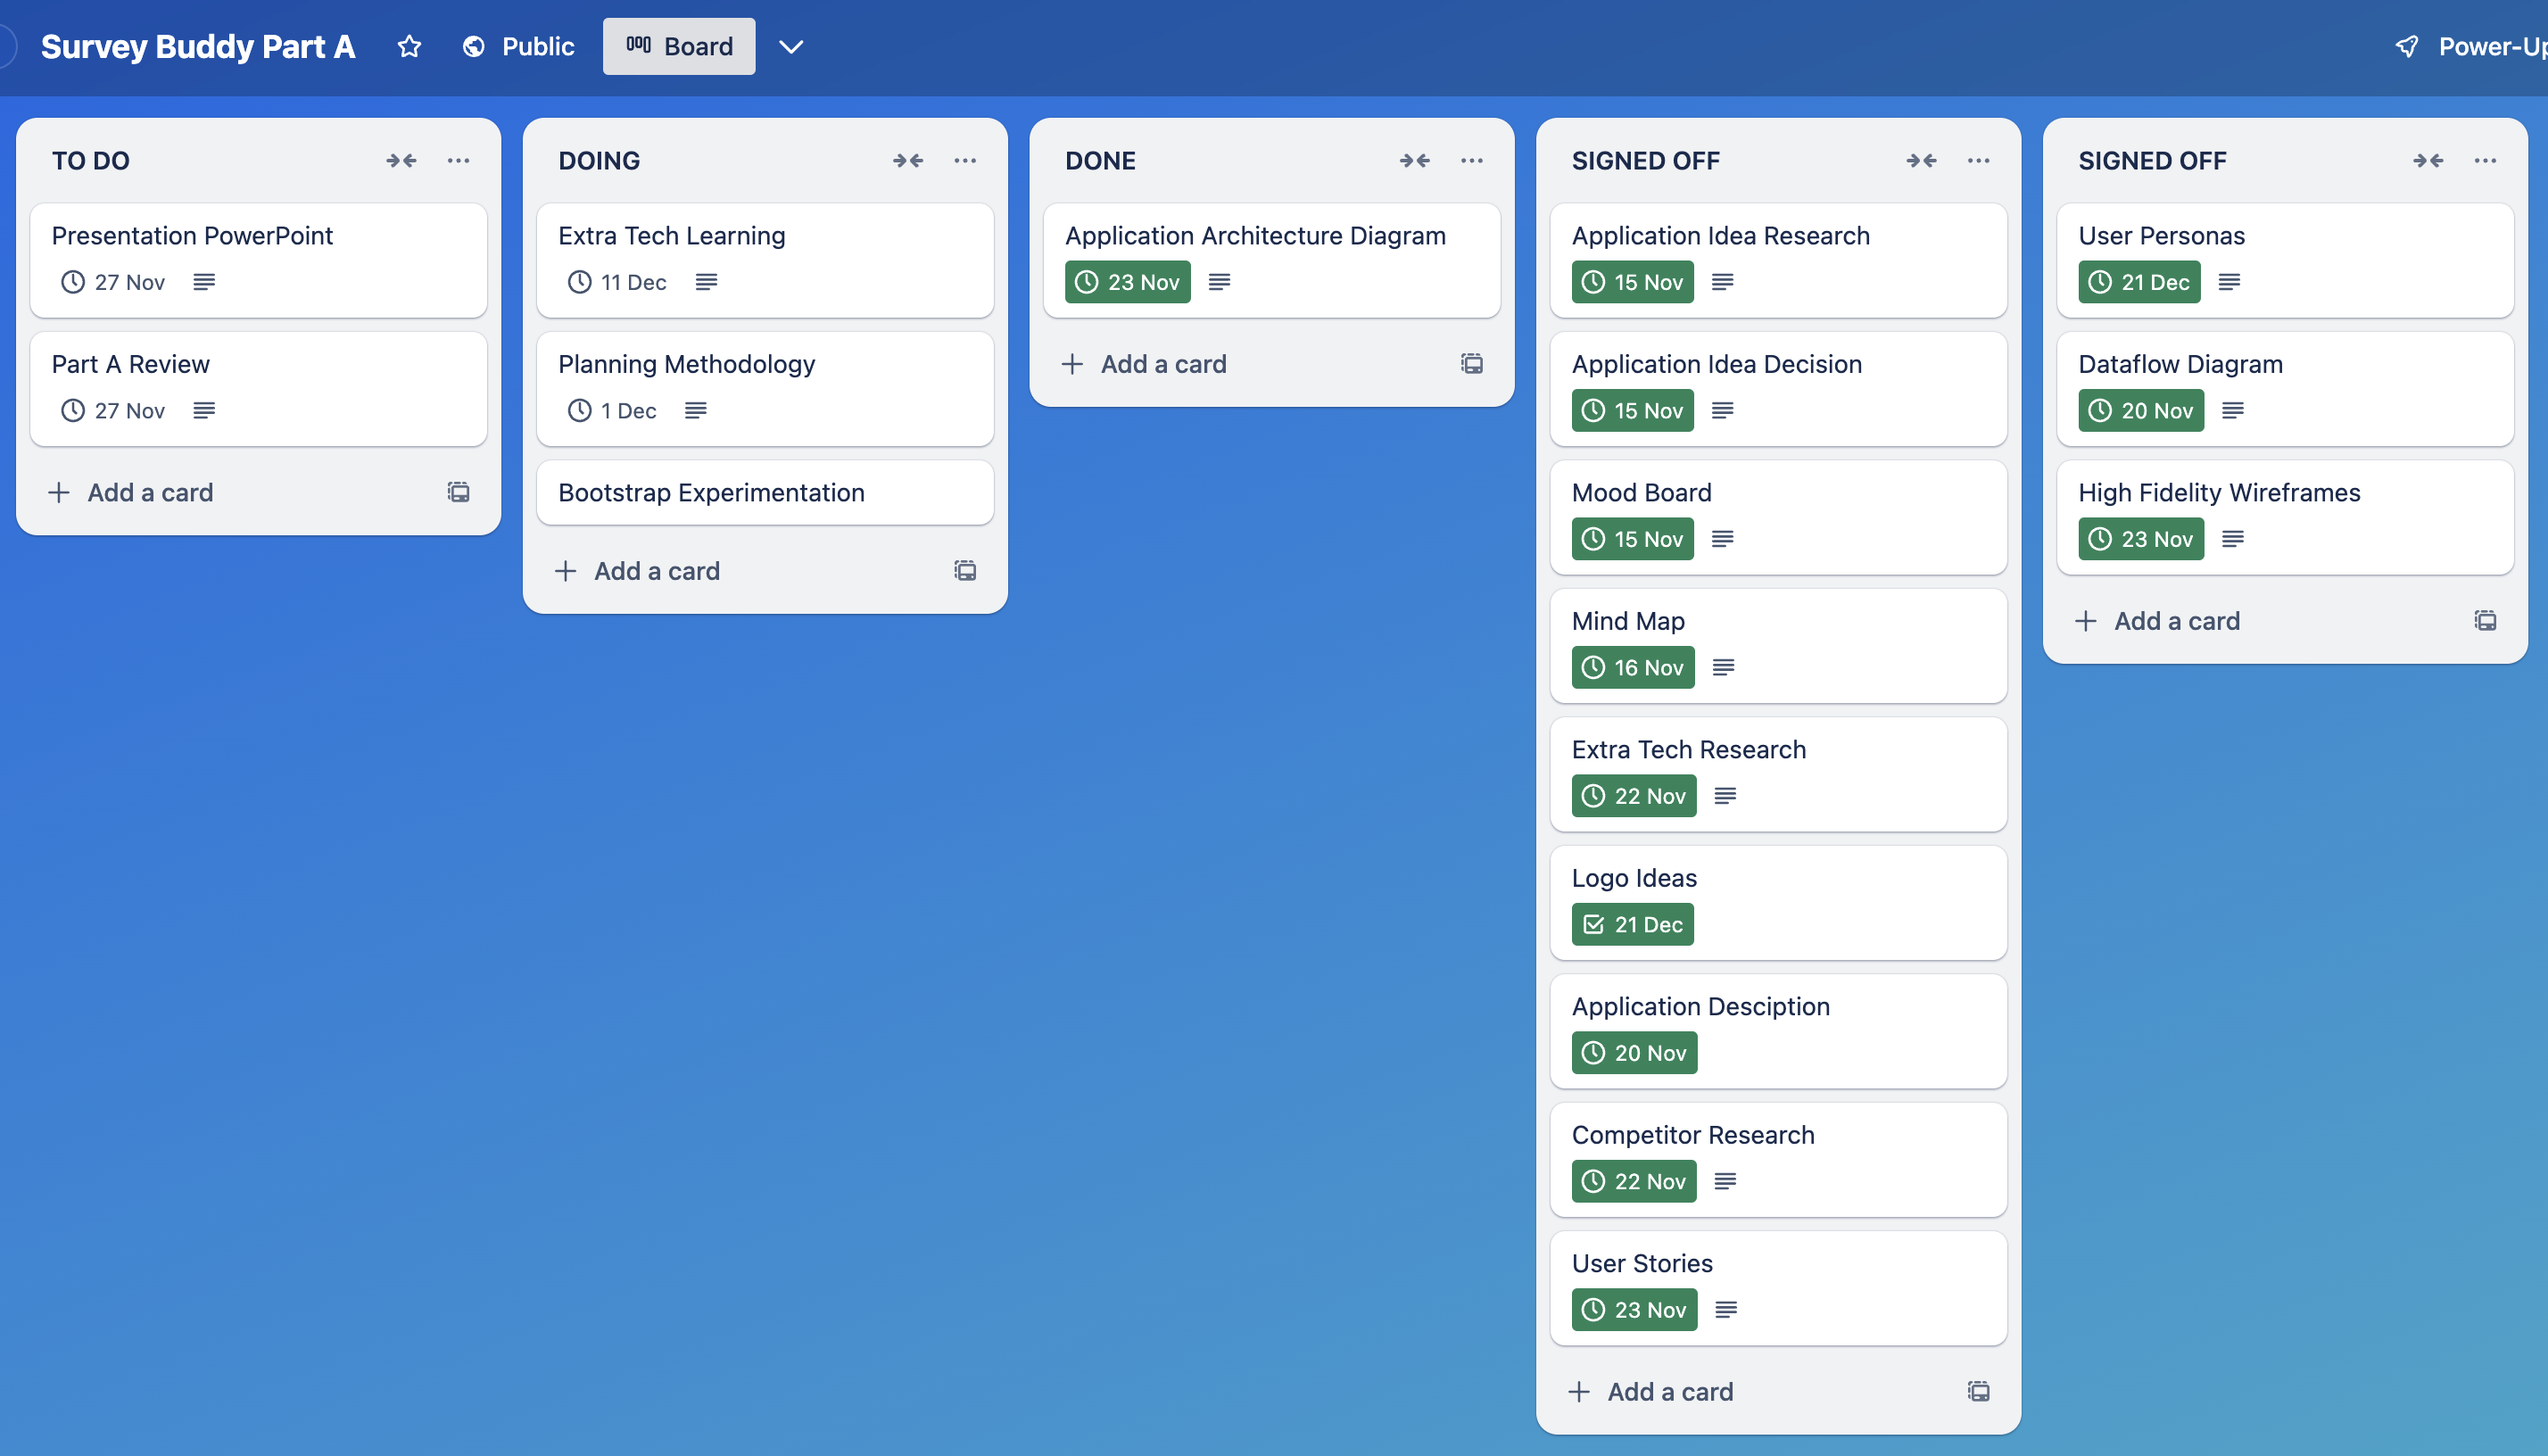 Survey Buddy Part A
Public
Board
Power-Up
TO DO
Presentation PowerPoint
27 Nov
Part A Review
27 Nov
Add a card
DOING
Extra Tech Learning
11 Dec
Planning Methodology
1 Dec
Bootstrap Experimentation
Add a card
DONE
Application Architecture Diagram
23 Nov
Add a card
SIGNED OFF
Application Idea Research
15 Nov
Application Idea Decision
15 Nov
Mood Board
15 Nov
Mind Map
16 Nov
Extra Tech Research
22 Nov
Logo Ideas
21 Dec
Application Desciption
20 Nov
Competitor Research
22 Nov
User Stories
23 Nov
Add a card
SIGNED OFF
User Personas
21 Dec
Dataflow Diagram
20 Nov
High Fidelity Wireframes
23 Nov
Add a card